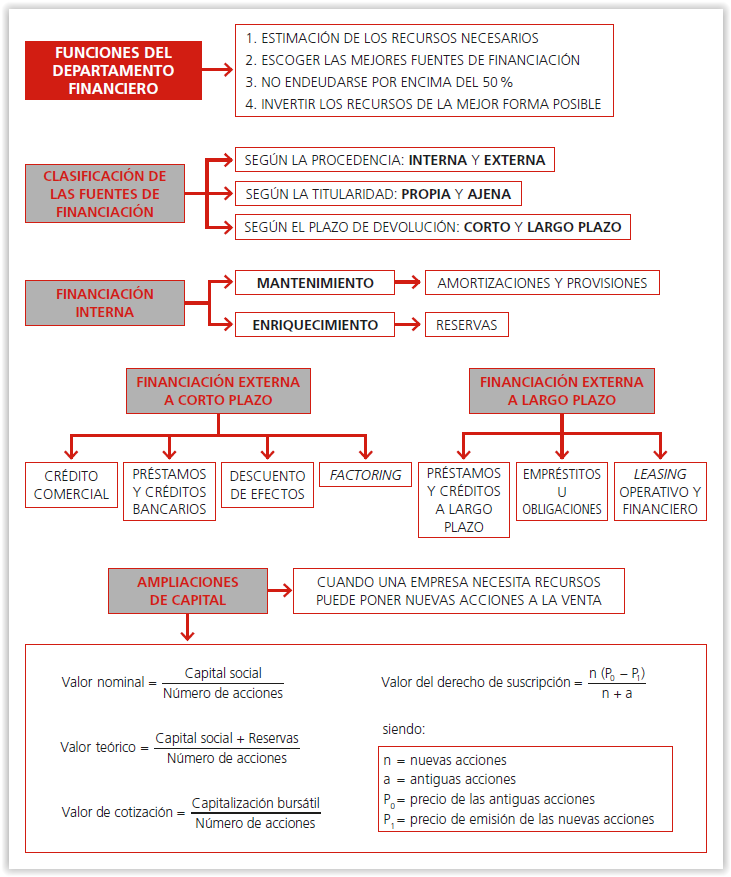 FUNCIONES DEL
DEPARTAMENTO
FINANCIERO
1. ESTIMACIÓN DE LOS RECURSOS NECESARIOS
2. ESCOGER LAS MEJORES FUENTES DE FINANCIACIÓN
3. NO ENDEUDARSE POR ENCIMA DEL 50 %
4. INVERTIR LOS RECURSOS DE LA MEJOR FORMA POSIBLE
CLASIFICACIÓN DE
LAS FUENTES DE
FINANCIACIÓN
SEGÚN LA PROCEDENCIA: INTERNA Y EXTERNA
SEGÚN LA TITULARIDAD: PROPIA Y AJENA
SEGÚN EL PLAZO DE DEVOLUCIÓN: CORTO Y LARGO PLAZO
FINANCIACIÓN
INTERNA
MANTENIMIENTO
AMORTIZACIONES Y PROVISIONES
ENRIQUECIMIENTO
RESERVAS
FINANCIACIÓN EXTERNA
A CORTO PLAZO
CRÉDITO
COMERCIAL
PRÉSTAMOS
Y CRÉDITOS
BANCARIOS
DESCUENTO
DE EFECTOS
FACTORING
FINANCIACIÓN EXTERNA
A LARGO PLAZO
PRÉSTAMOS
Y CRÉDITOS
A LARGO
PLAZO
EMPRÉSTITOS
U
OBLIGACIONES
LEASING
OPERATIVO Y
FINANCIERO
AMPLIACIONES
DE CAPITAL
CUANDO UNA EMPRESA NECESITA RECURSOS
PUEDE PONER NUEVAS ACCIONES A LA VENTA
Valor nominal = Capital social
Número de acciones
Valor teórico = Capital social + Reservas
Número de acciones
Valor de cotización = Capitalización bursátil
Número de acciones
Valor del derecho de suscripción = n (P₀ − P₁)
n + a
siendo:
n = nuevas acciones
a = antiguas acciones
P₀ = precio de las antiguas acciones
P₁ = precio de emisión de las nuevas acciones